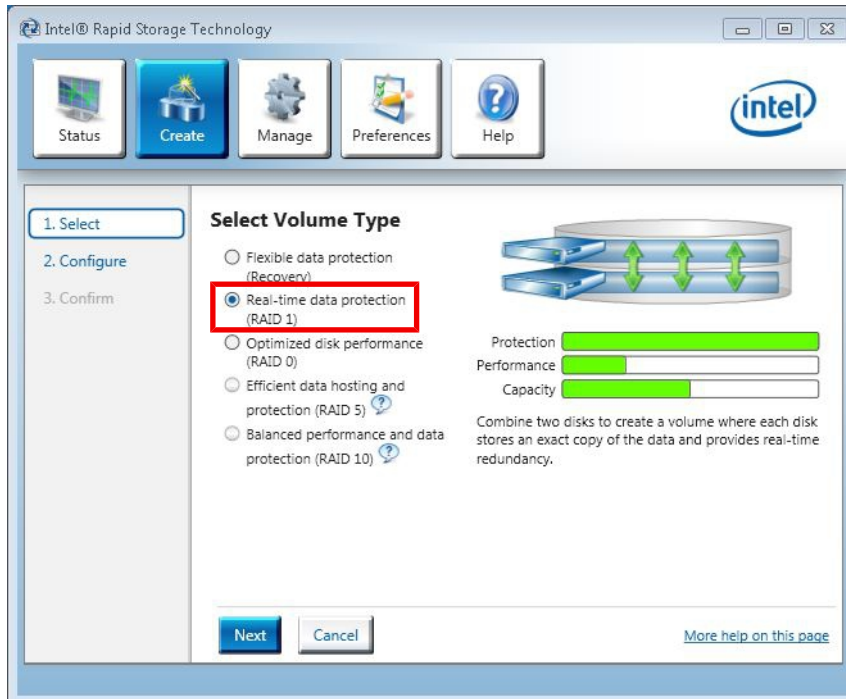 Intel® Rapid Storage Technology
Status
Create
Manage
Preferences
Help
intel
1. Select
2. Configure
3. Confirm
Select Volume Type
Flexible data protection
(Recovery)
Real-time data protection
(RAID 1)
Optimized disk performance
(RAID 0)
Efficient data hosting and
protection (RAID 5) ?
Balanced performance and data
protection (RAID 10) ?
Protection
Performance
Capacity
Combine two disks to create a volume where each disk
stores an exact copy of the data and provides real-time
redundancy.
Next
Cancel
More help on this page